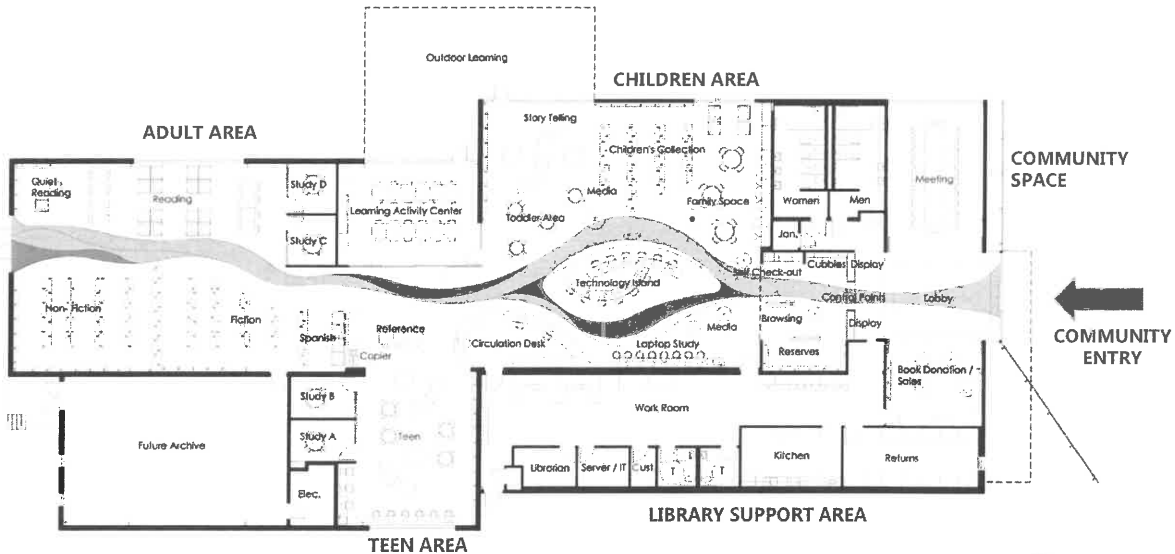 Outdoor Learning
CHILDREN AREA
Story Telling
ADULT AREA
Children's Collection
COMMUNITY
SPACE
Quiet
Reading
Reading
Study D
Media
Meeting
Women
Men
Learning Activity Center
Toddler Area
Family Space
Study C
Jan.
Self Check-out
Cubbies
Display
Technology Island
Control Point
Lobby
COMMUNITY
ENTRY
Non-Fiction
Fiction
Spanish
Reference
Copier
Circulation Desk
Media
Laptop Study
Browsing
Display
Reserves
Book Donation /
Sales
Study B
Work Room
Future Archive
Study A
Teen
Librarian
Server / IT
Cust
T
T
Kitchen
Returns
Elec.
LIBRARY SUPPORT AREA
TEEN AREA